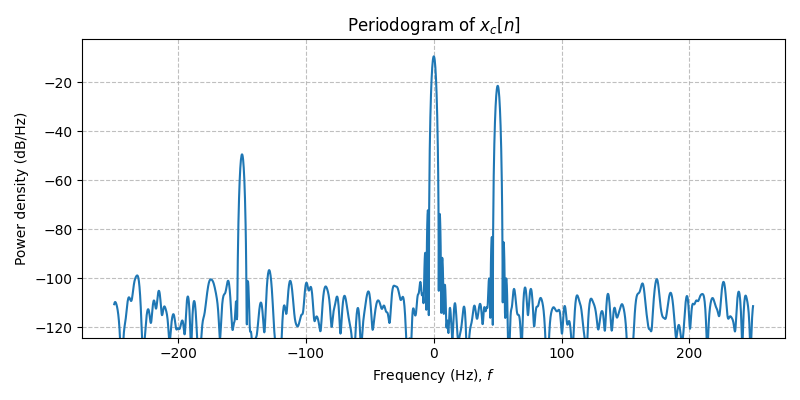 Periodogram of x_c[n]
Power density (dB/Hz)
−20
−40
−60
−80
−100
−120
−200 −100 0 100 200
Frequency (Hz), f